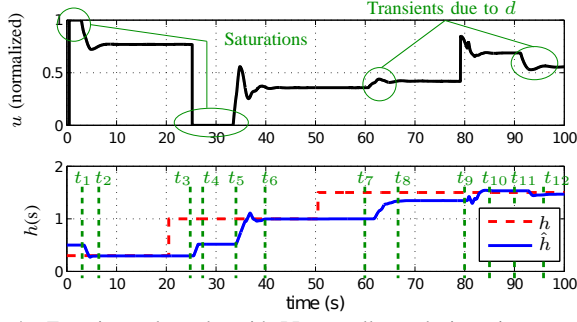 Transients due to d
Saturations
u (normalized)
1
0.5
0
0 10 20 30 40 50 60 70 80 90 100
t1 t2 t3 t4 t5 t6 t7 t8 t9 t10 t11 t12
h(s)
2
1
0
h
ĥ
0 10 20 30 40 50 60 70 80 90 100
time (s)